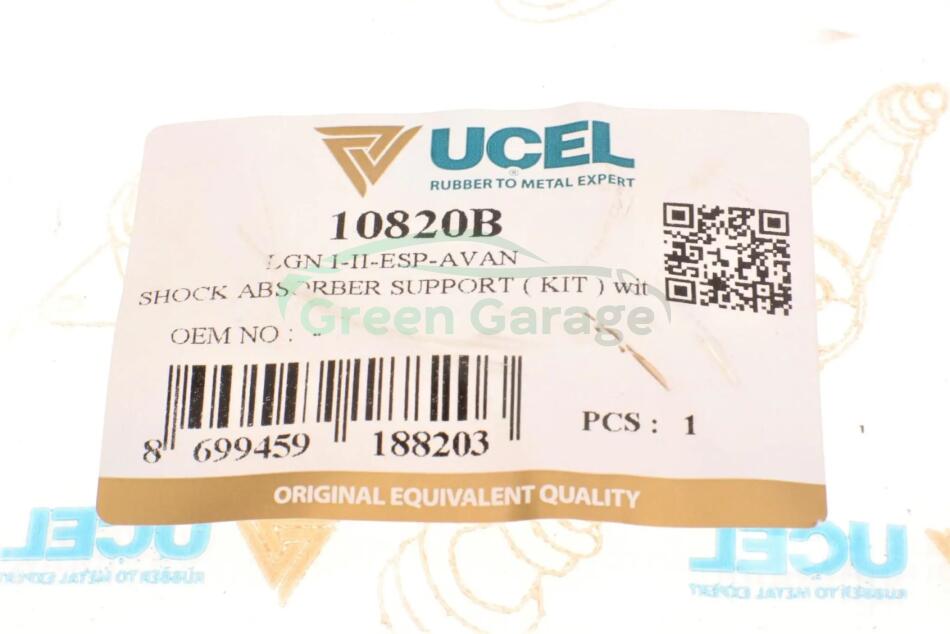 UCEL
®
RUBBER TO METAL EXPERT
10820B
LGN I-II-ESP-AVAN
SHOCK ABSORBER SUPPORT ( KIT ) wit
Green Garage
OEM NO : -
8 699459 188203
PCS : 1
ORIGINAL EQUIVALENT QUALITY
UCEL
RUBBER TO METAL EXPERT
UCEL
RUBBER TO METAL EXPERT